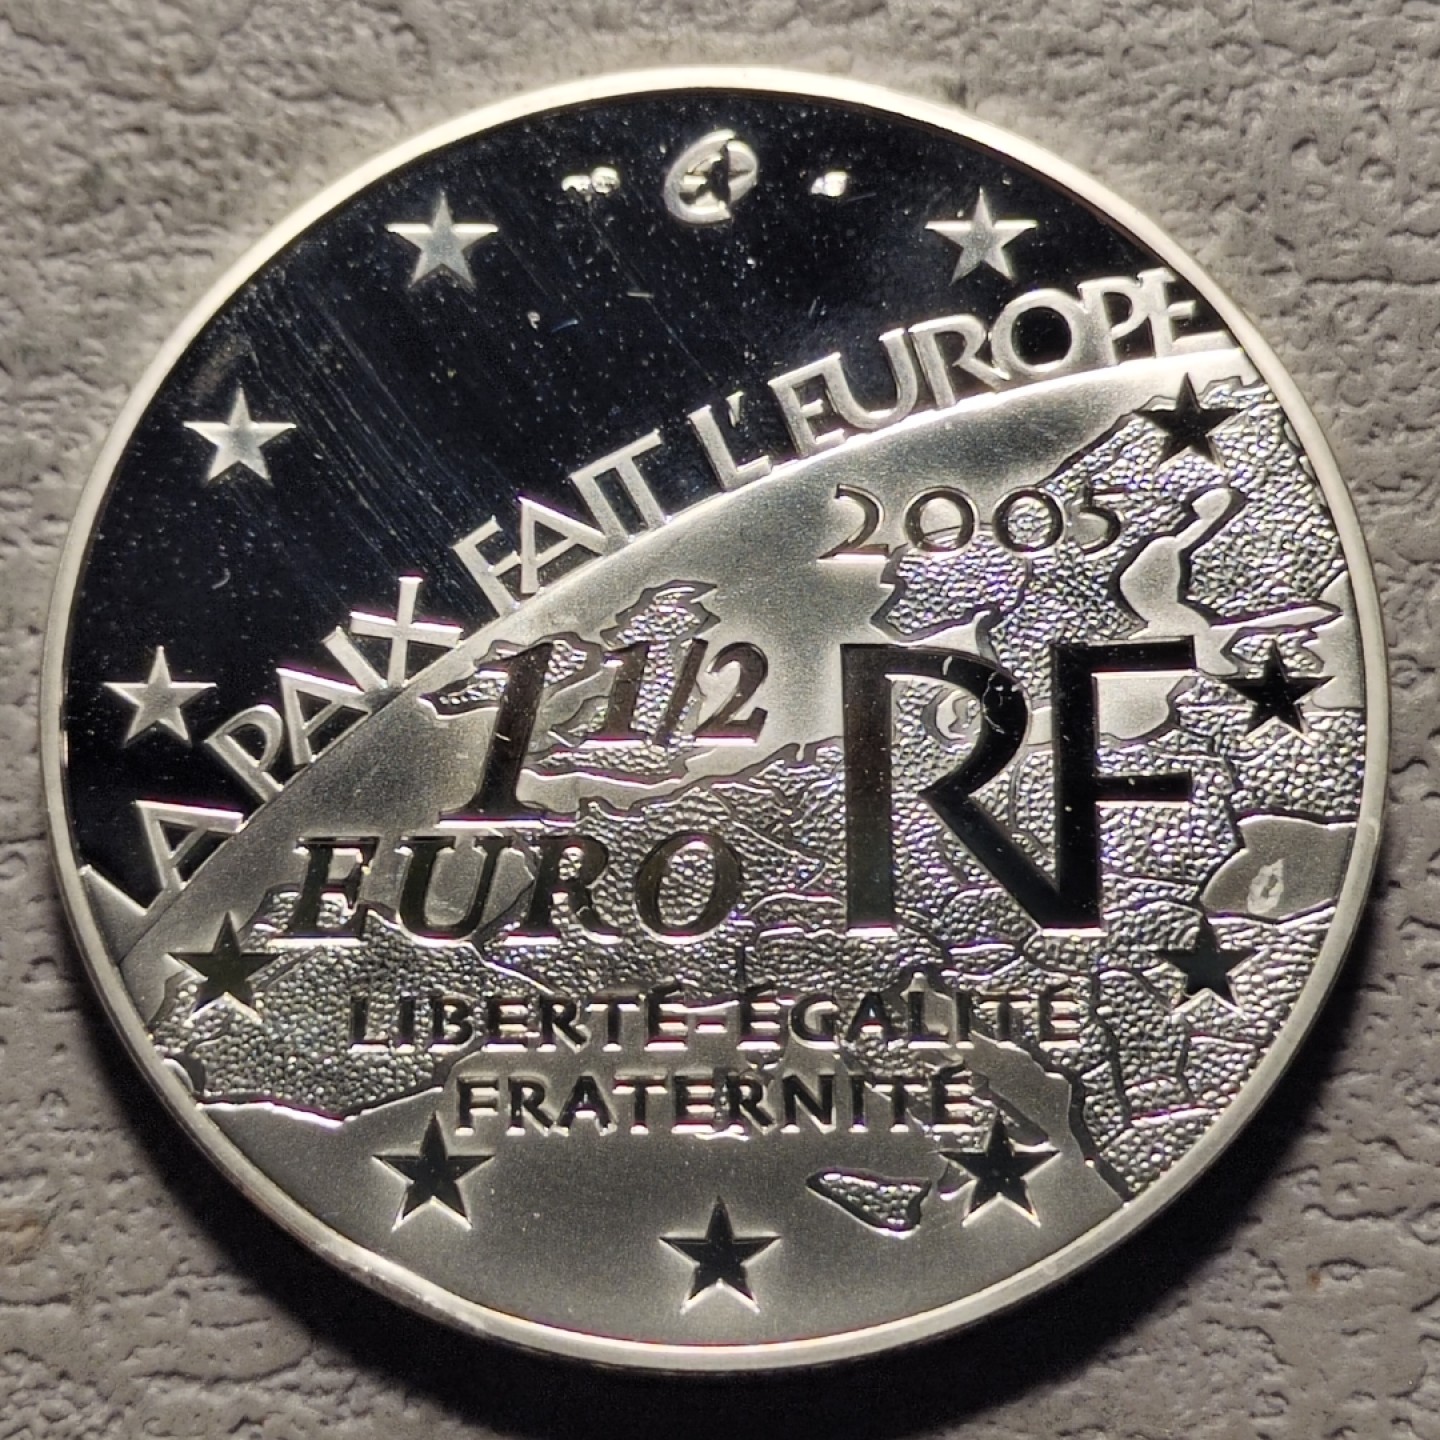 LA PAIX FAIT L'EUROPE
2005
1 1/2
RF
EURO
LIBERTÉ-ÉGALITÉ
FRATERNITÉ